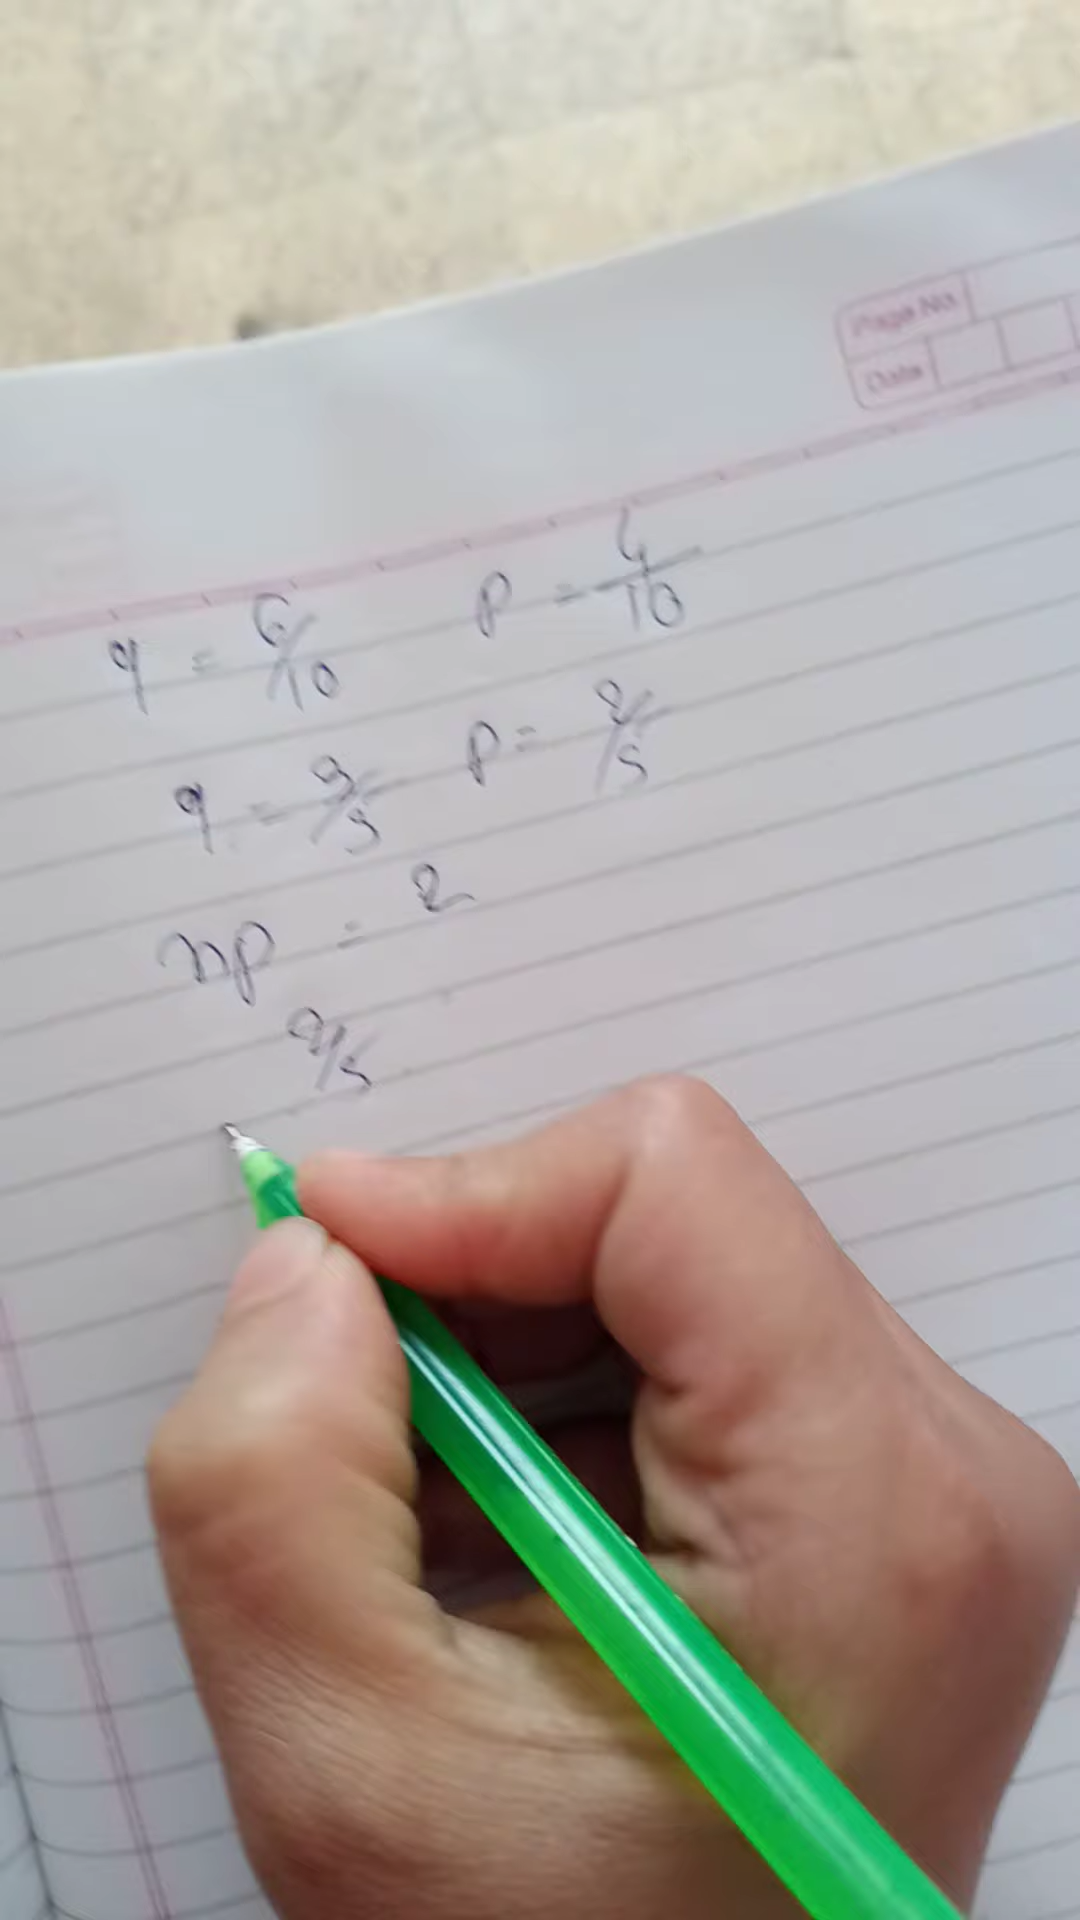 Page No.
Date
q = 6/10 p = 4/10
q = 3/5 p = 2/5
np = 2
2/5